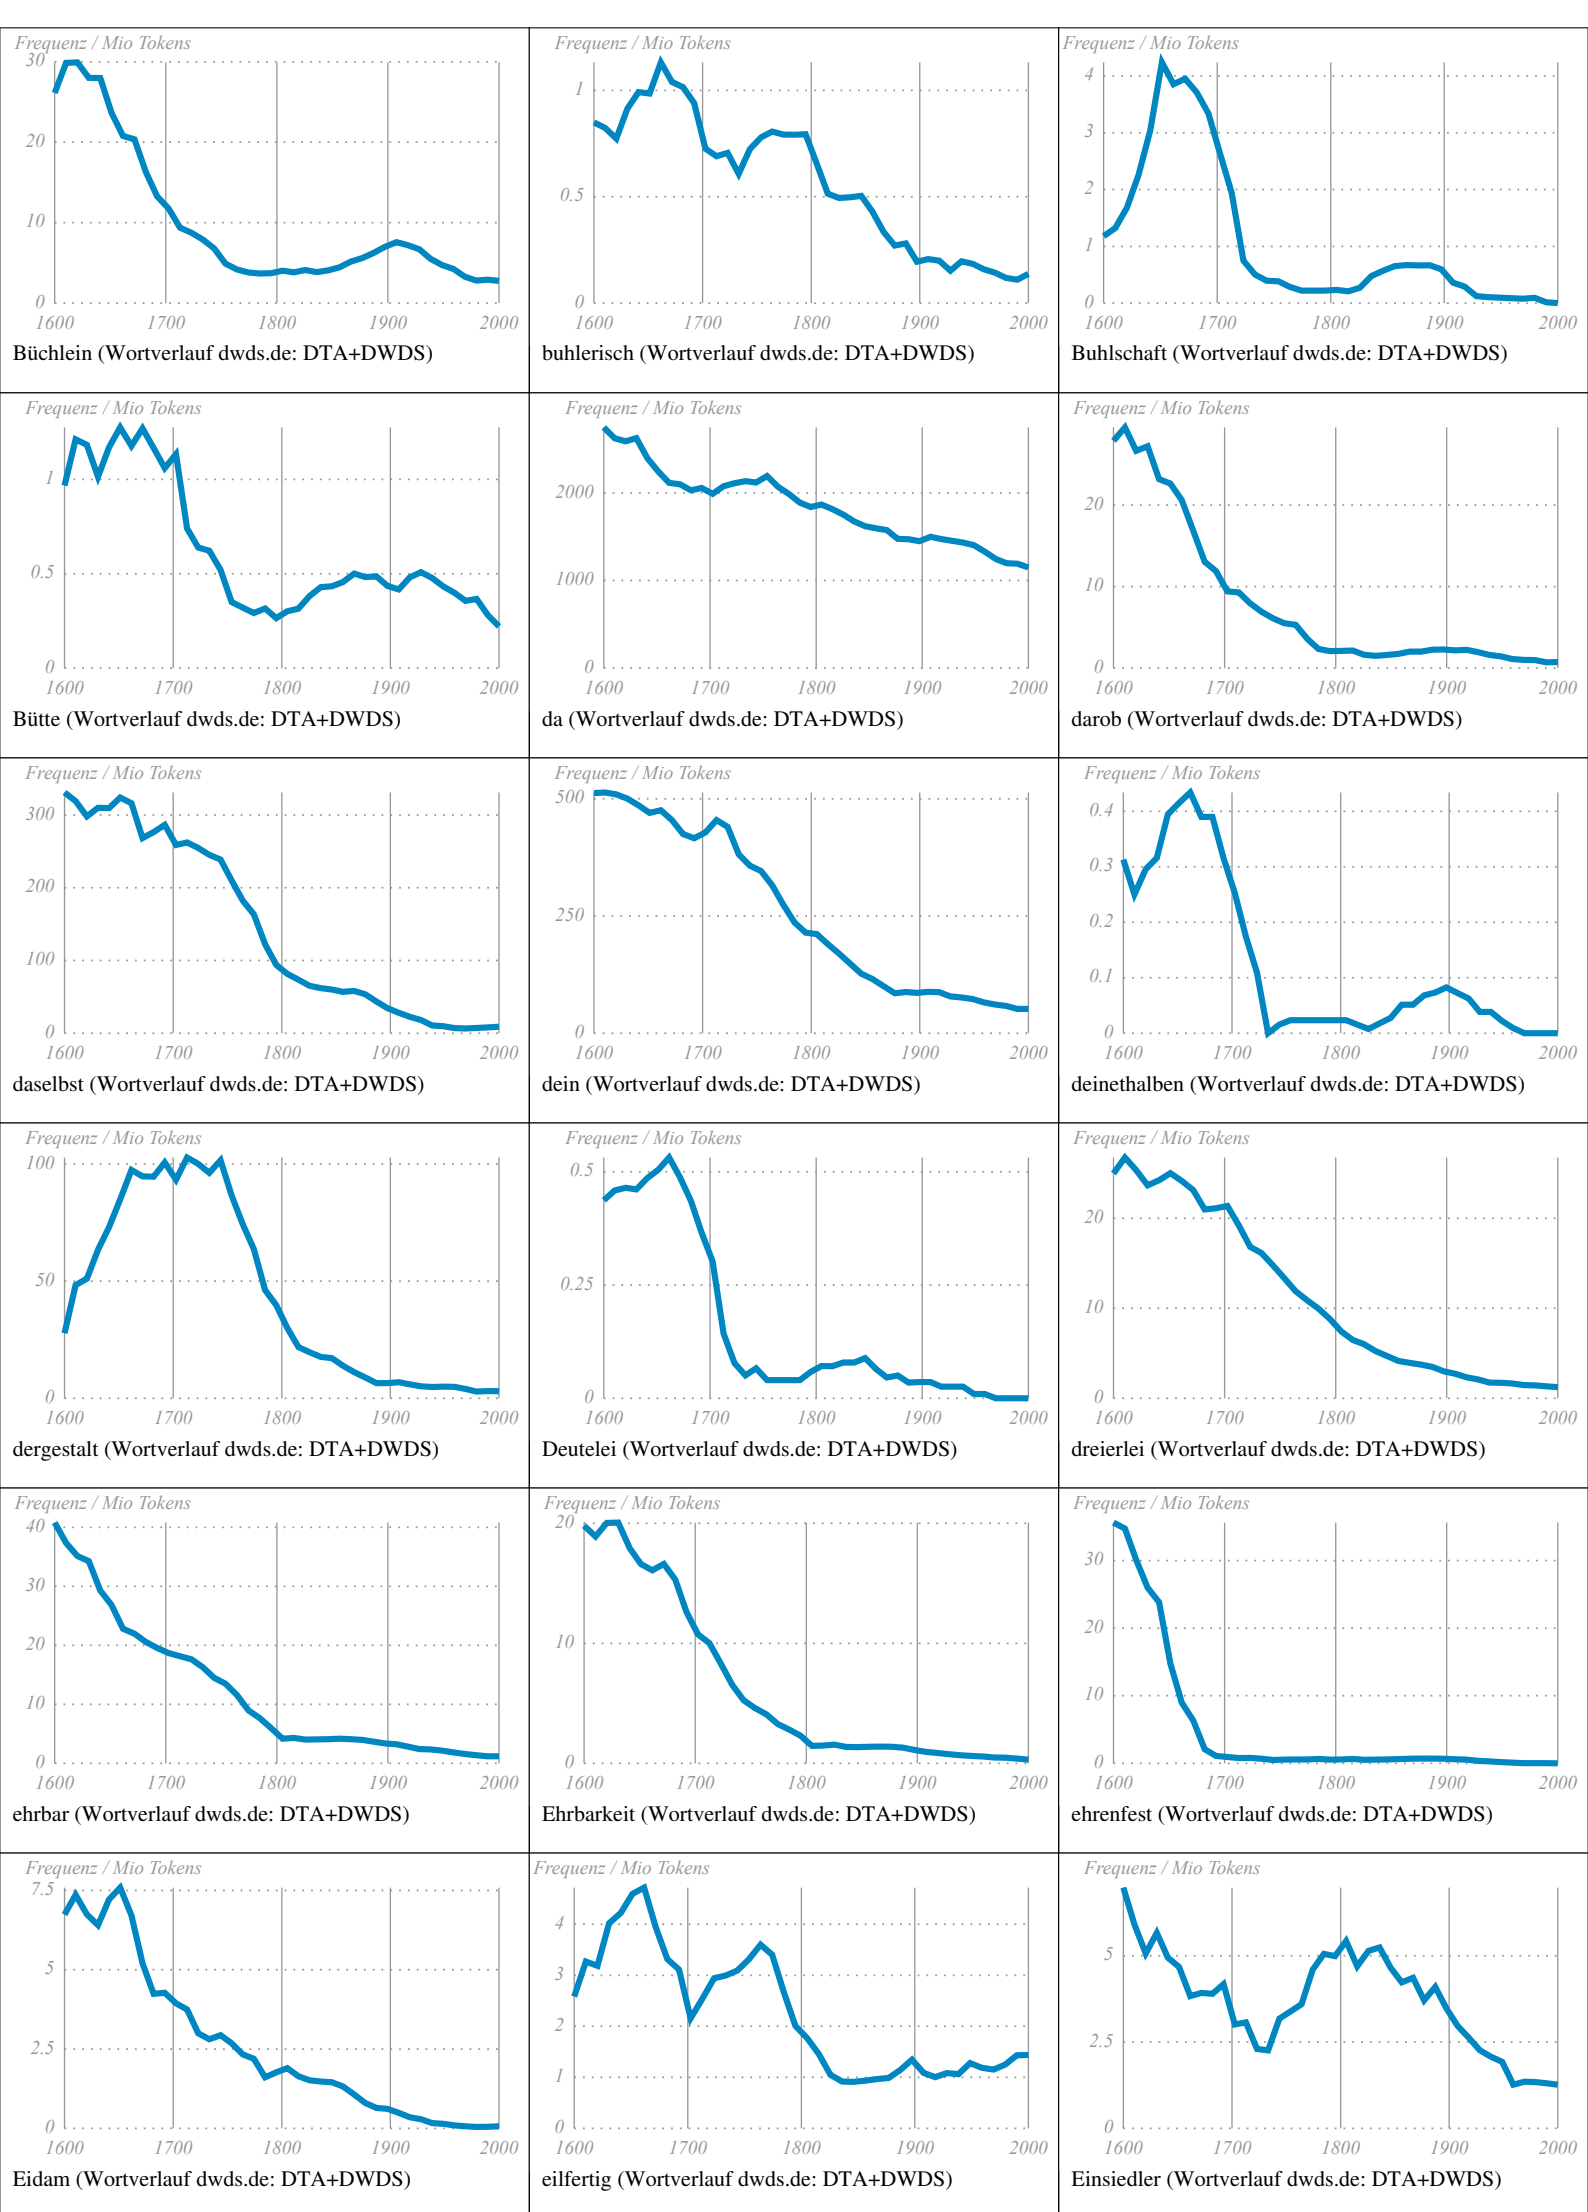 Frequenz / Mio Tokens
30
20
10
0
1600 1700 1800 1900 2000
Büchlein (Wortverlauf dwds.de: DTA+DWDS)
Frequenz / Mio Tokens
1
0.5
0
1600 1700 1800 1900 2000
buhlerisch (Wortverlauf dwds.de: DTA+DWDS)
Frequenz / Mio Tokens
4
3
2
1
0
1600 1700 1800 1900 2000
Buhlschaft (Wortverlauf dwds.de: DTA+DWDS)
Frequenz / Mio Tokens
1
0.5
0
1600 1700 1800 1900 2000
Bütte (Wortverlauf dwds.de: DTA+DWDS)
Frequenz / Mio Tokens
2000
1000
0
1600 1700 1800 1900 2000
da (Wortverlauf dwds.de: DTA+DWDS)
Frequenz / Mio Tokens
20
10
0
1600 1700 1800 1900 2000
darob (Wortverlauf dwds.de: DTA+DWDS)
Frequenz / Mio Tokens
300
200
100
0
1600 1700 1800 1900 2000
daselbst (Wortverlauf dwds.de: DTA+DWDS)
Frequenz / Mio Tokens
500
250
0
1600 1700 1800 1900 2000
dein (Wortverlauf dwds.de: DTA+DWDS)
Frequenz / Mio Tokens
0.4
0.3
0.2
0.1
0
1600 1700 1800 1900 2000
deinethalben (Wortverlauf dwds.de: DTA+DWDS)
Frequenz / Mio Tokens
100
50
0
1600 1700 1800 1900 2000
dergestalt (Wortverlauf dwds.de: DTA+DWDS)
Frequenz / Mio Tokens
0.5
0.25
0
1600 1700 1800 1900 2000
Deutelei (Wortverlauf dwds.de: DTA+DWDS)
Frequenz / Mio Tokens
20
10
0
1600 1700 1800 1900 2000
dreierlei (Wortverlauf dwds.de: DTA+DWDS)
Frequenz / Mio Tokens
40
30
20
10
0
1600 1700 1800 1900 2000
ehrbar (Wortverlauf dwds.de: DTA+DWDS)
Frequenz / Mio Tokens
20
10
0
1600 1700 1800 1900 2000
Ehrbarkeit (Wortverlauf dwds.de: DTA+DWDS)
Frequenz / Mio Tokens
30
20
10
0
1600 1700 1800 1900 2000
ehrenfest (Wortverlauf dwds.de: DTA+DWDS)
Frequenz / Mio Tokens
7.5
5
2.5
0
1600 1700 1800 1900 2000
Eidam (Wortverlauf dwds.de: DTA+DWDS)
Frequenz / Mio Tokens
4
3
2
1
0
1600 1700 1800 1900 2000
eilfertig (Wortverlauf dwds.de: DTA+DWDS)
Frequenz / Mio Tokens
5
2.5
0
1600 1700 1800 1900 2000
Einsiedler (Wortverlauf dwds.de: DTA+DWDS)